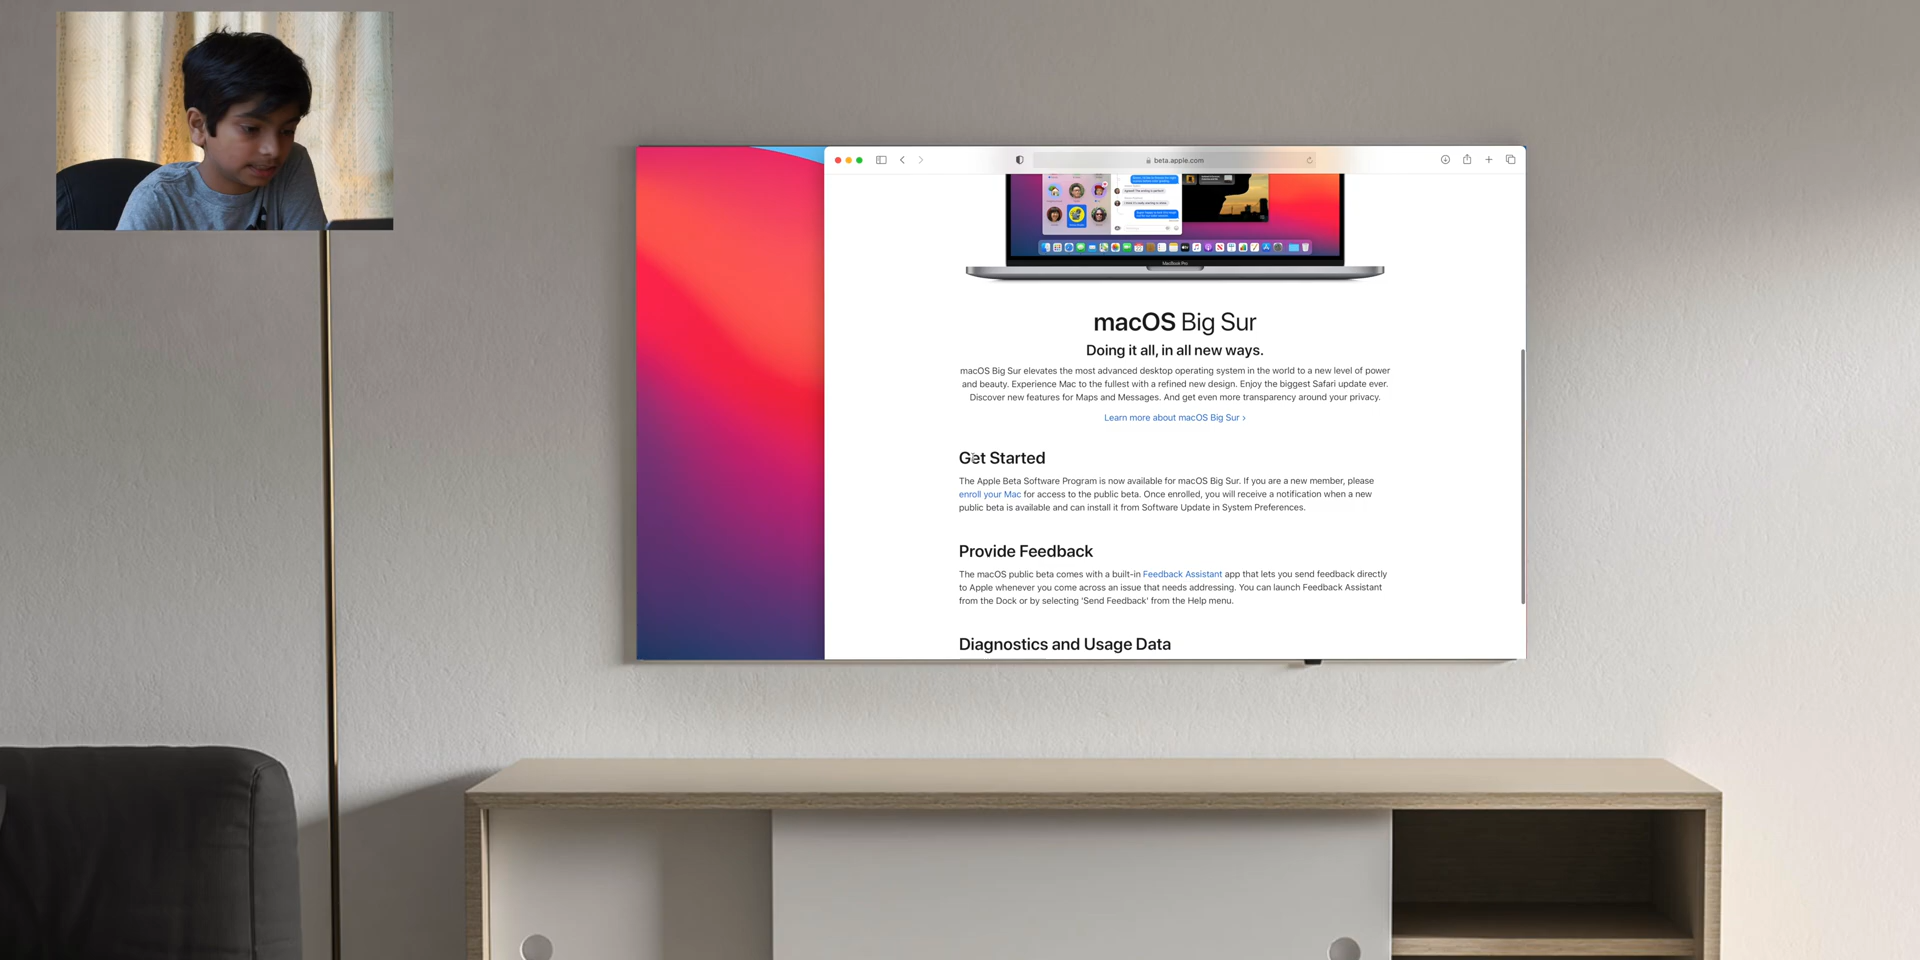 beta.apple.com
MacBook Pro
macOS Big Sur
Doing it all, in all new ways.
macOS Big Sur elevates the most advanced desktop operating system in the world to a new level of power
and beauty. Experience Mac to the fullest with a refined new design. Enjoy the biggest Safari update ever.
Discover new features for Maps and Messages. And get even more transparency around your privacy.
Learn more about macOS Big Sur ›
Get Started
The Apple Beta Software Program is now available for macOS Big Sur. If you are a new member, please
enroll your Mac for access to the public beta. Once enrolled, you will receive a notification when a new
public beta is available and can install it from Software Update in System Preferences.
Provide Feedback
The macOS public beta comes with a built-in Feedback Assistant app that lets you send feedback directly
to Apple whenever you come across an issue that needs addressing. You can launch Feedback Assistant
from the Dock or by selecting 'Send Feedback' from the Help menu.
Diagnostics and Usage Data